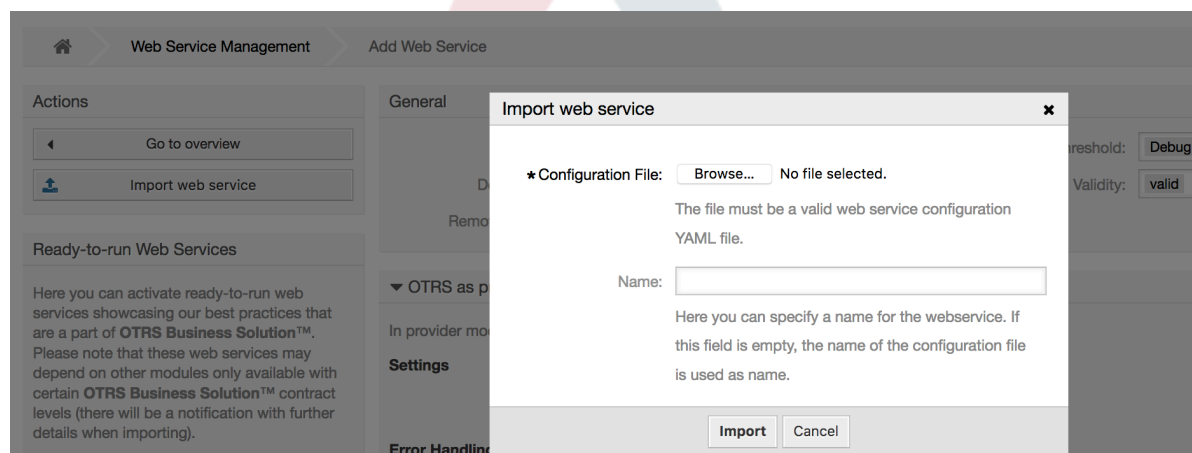 Web Service Management
Add Web Service
Actions
Go to overview
Import web service
Ready-to-run Web Services
Here you can activate ready-to-run web
services showcasing our best practices that
are a part of OTRS Business Solution™.
Please note that these web services may
depend on other modules only available with
certain OTRS Business Solution™ contract
levels (there will be a notification with further
details when importing).
General
D
Remo
OTRS as p
In provider mo
Settings
Error Handling
Import web service
* Configuration File: Browse... No file selected.
The file must be a valid web service configuration
YAML file.
Name:
Here you can specify a name for the webservice. If
this field is empty, the name of the configuration file
is used as name.
Import Cancel
reshold: Debug
Validity: valid